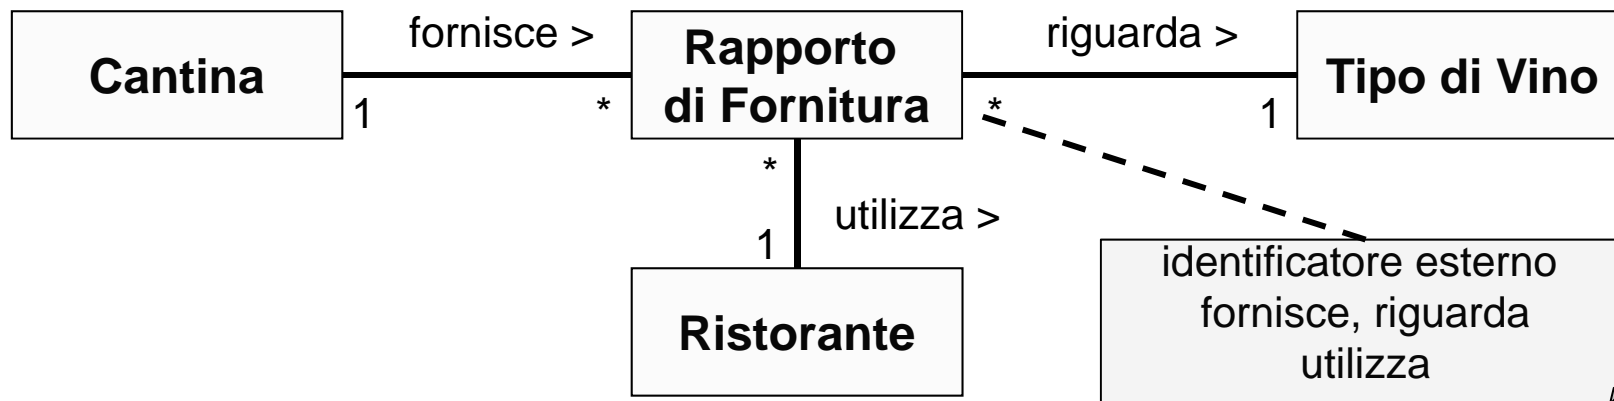 fornisce >
riguarda >
Cantina
Rapporto
di Fornitura
Tipo di Vino
1
*
*
1
*
utilizza >
1
Ristorante
identificatore esterno
fornisce, riguarda
utilizza